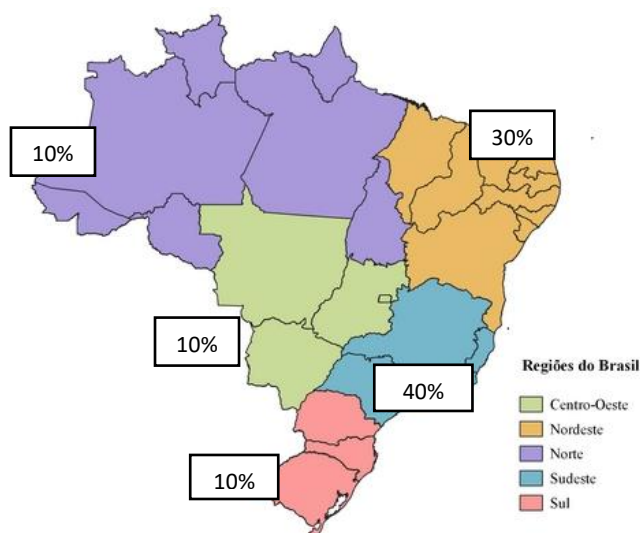 30%
10%
10%
40%
10%
Regiões do Brasil
Centro-Oeste
Nordeste
Norte
Sudeste
Sul